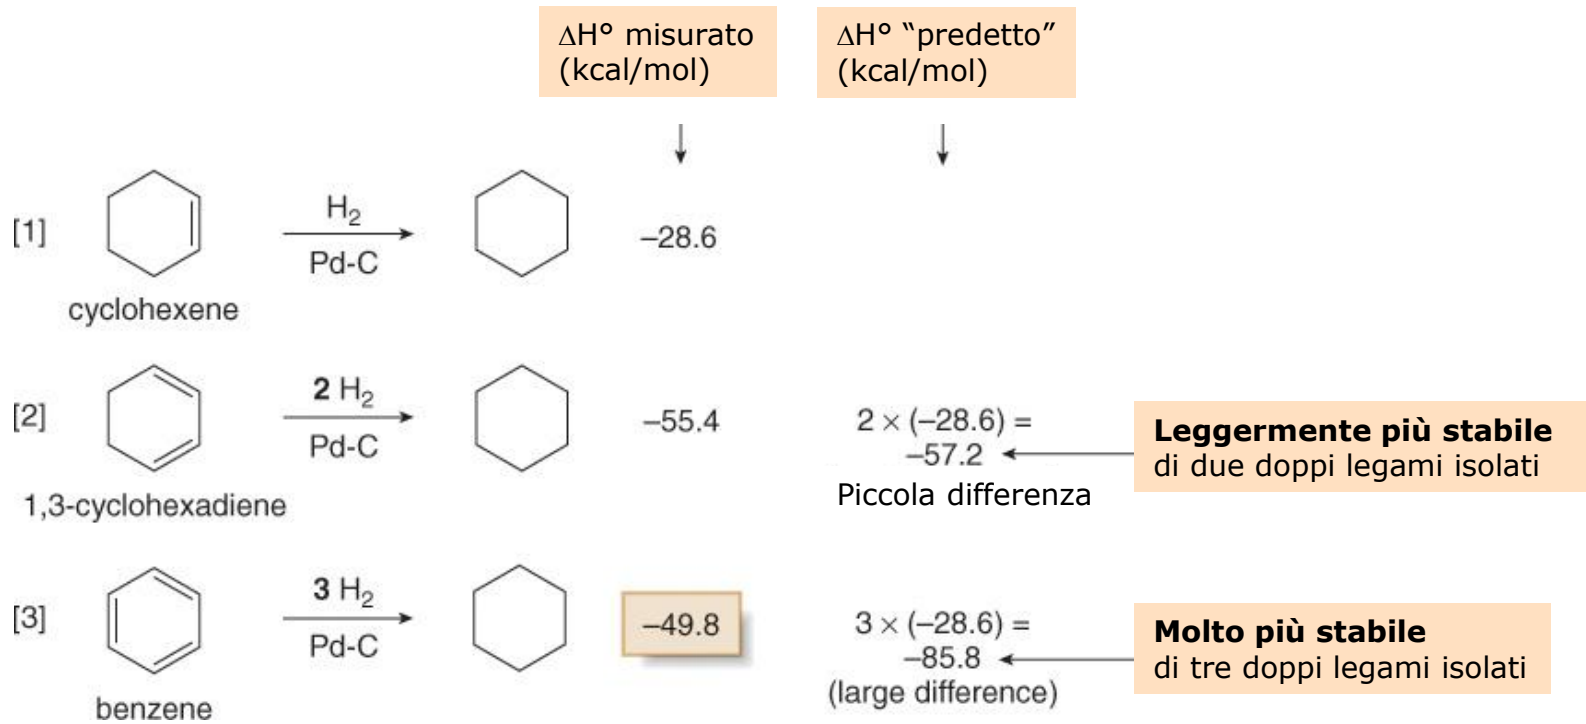 ∆H° misurato
(kcal/mol)
∆H° “predetto”
(kcal/mol)
[1]
H₂
Pd-C
–28.6
cyclohexene
[2]
2 H₂
Pd-C
–55.4
2 × (–28.6) =
–57.2
Piccola differenza
Leggermente più stabile
di due doppi legami isolati
1,3-cyclohexadiene
[3]
3 H₂
Pd-C
–49.8
3 × (–28.6) =
–85.8
(large difference)
Molto più stabile
di tre doppi legami isolati
benzene